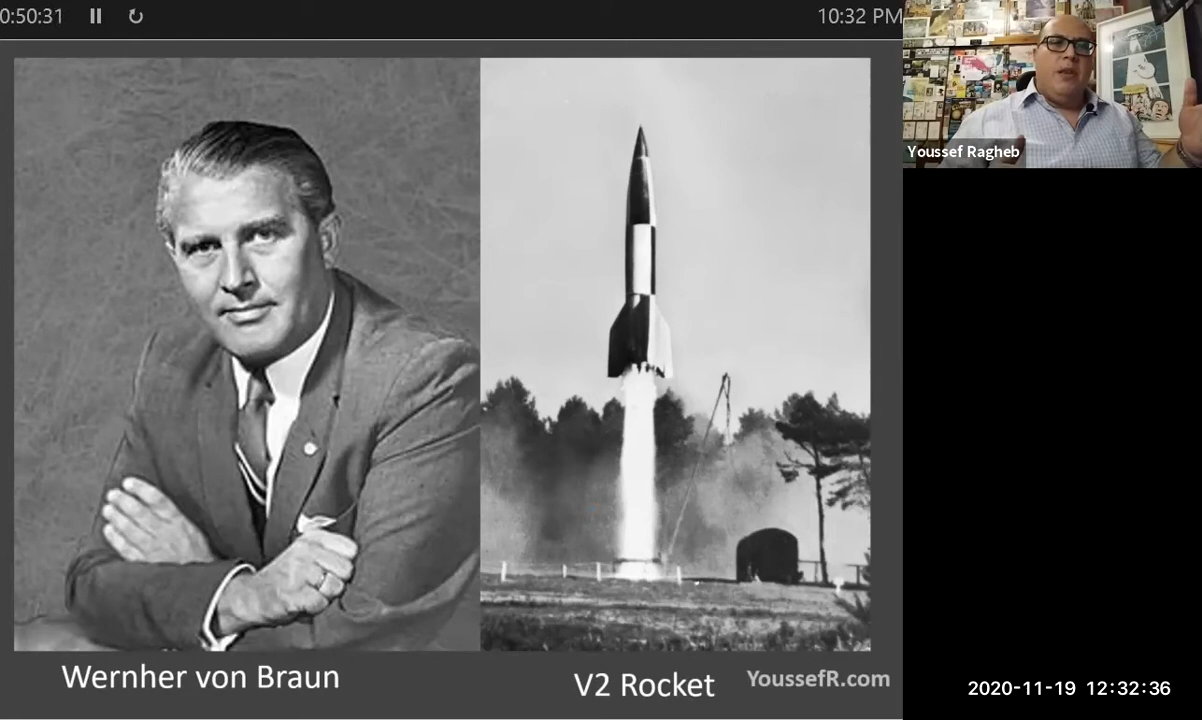 0:50:31
10:32 PM
Youssef Ragheb
Wernher von Braun
V2 Rocket
YoussefR.com
2020-11-19 12:32:36